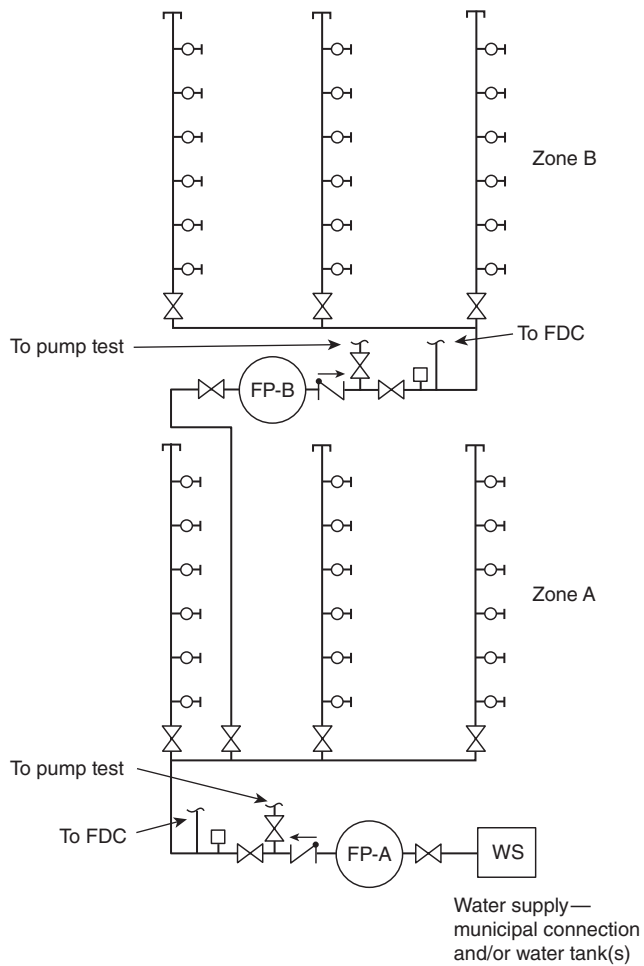 Zone B
To pump test
To FDC
FP-B
Zone A
To pump test
To FDC
FP-A
WS
Water supply—
municipal connection
and/or water tank(s)